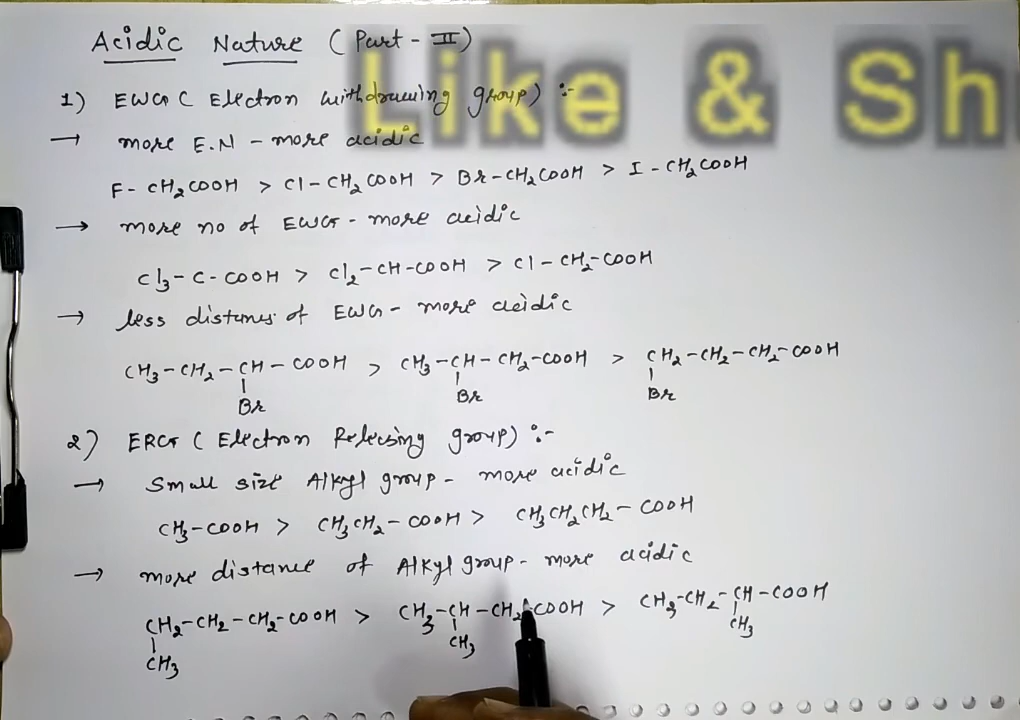 Acidic Nature (Part - II)
Like & Sh
1) EWG ( Electron withdrawing group) :-
→ more E.N - more acidic
F - CH2COOH > Cl - CH2COOH > Br - CH2COOH > I - CH2COOH
→ more no of EWG - more acidic
Cl3 - C - COOH > Cl2 - CH - COOH > Cl - CH2 - COOH
→ less distance of EWG - more acidic
CH3 - CH2 - CH - COOH > CH3 - CH - CH2 - COOH > CH2 - CH2 - CH2 - COOH
Br Br Br
2) ERG ( Electron Releasing group) :-
→ Small size Alkyl group - more acidic
CH3 - COOH > CH3CH2 - COOH > CH3CH2CH2 - COOH
→ more distance of Alkyl group - more acidic
CH2 - CH2 - CH2 - COOH > CH3 - CH - CH2 - COOH > CH3 - CH2 - CH - COOH
CH3 CH3 CH3